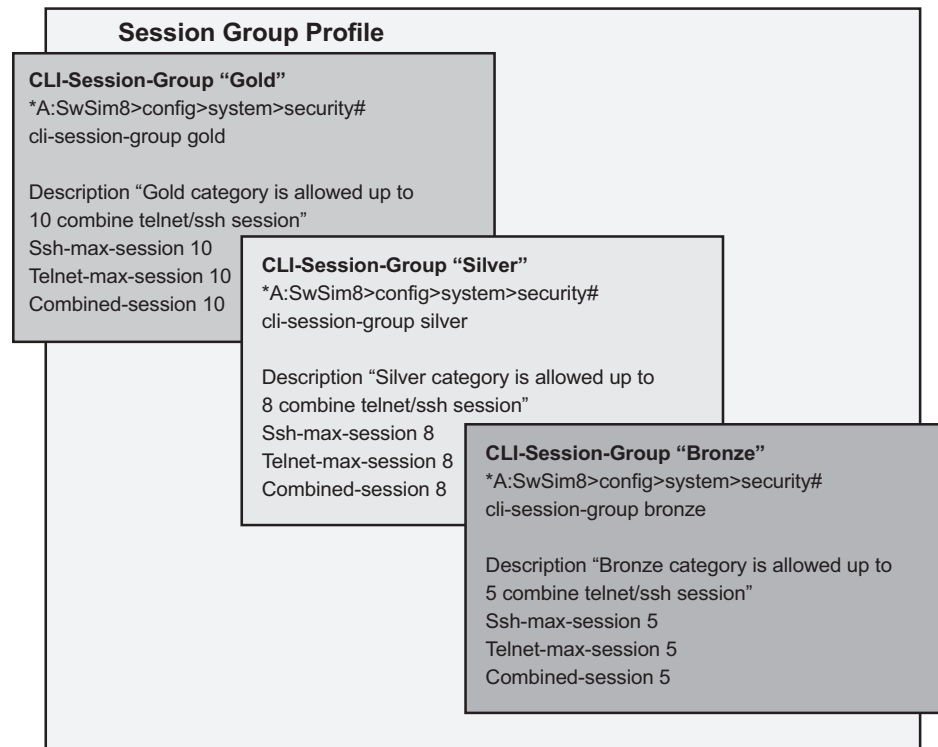 Session Group Profile
CLI-Session-Group “Gold”
*A:SwSim8>config>system>security#
cli-session-group gold
Description “Gold category is allowed up to
10 combine telnet/ssh session”
Ssh-max-session 10
Telnet-max-session 10
Combined-session 10
CLI-Session-Group “Silver”
*A:SwSim8>config>system>security#
cli-session-group silver
Description “Silver category is allowed up to
8 combine telnet/ssh session”
Ssh-max-session 8
Telnet-max-session 8
Combined-session 8
CLI-Session-Group “Bronze”
*A:SwSim8>config>system>security#
cli-session-group bronze
Description “Bronze category is allowed up to
5 combine telnet/ssh session”
Ssh-max-session 5
Telnet-max-session 5
Combined-session 5